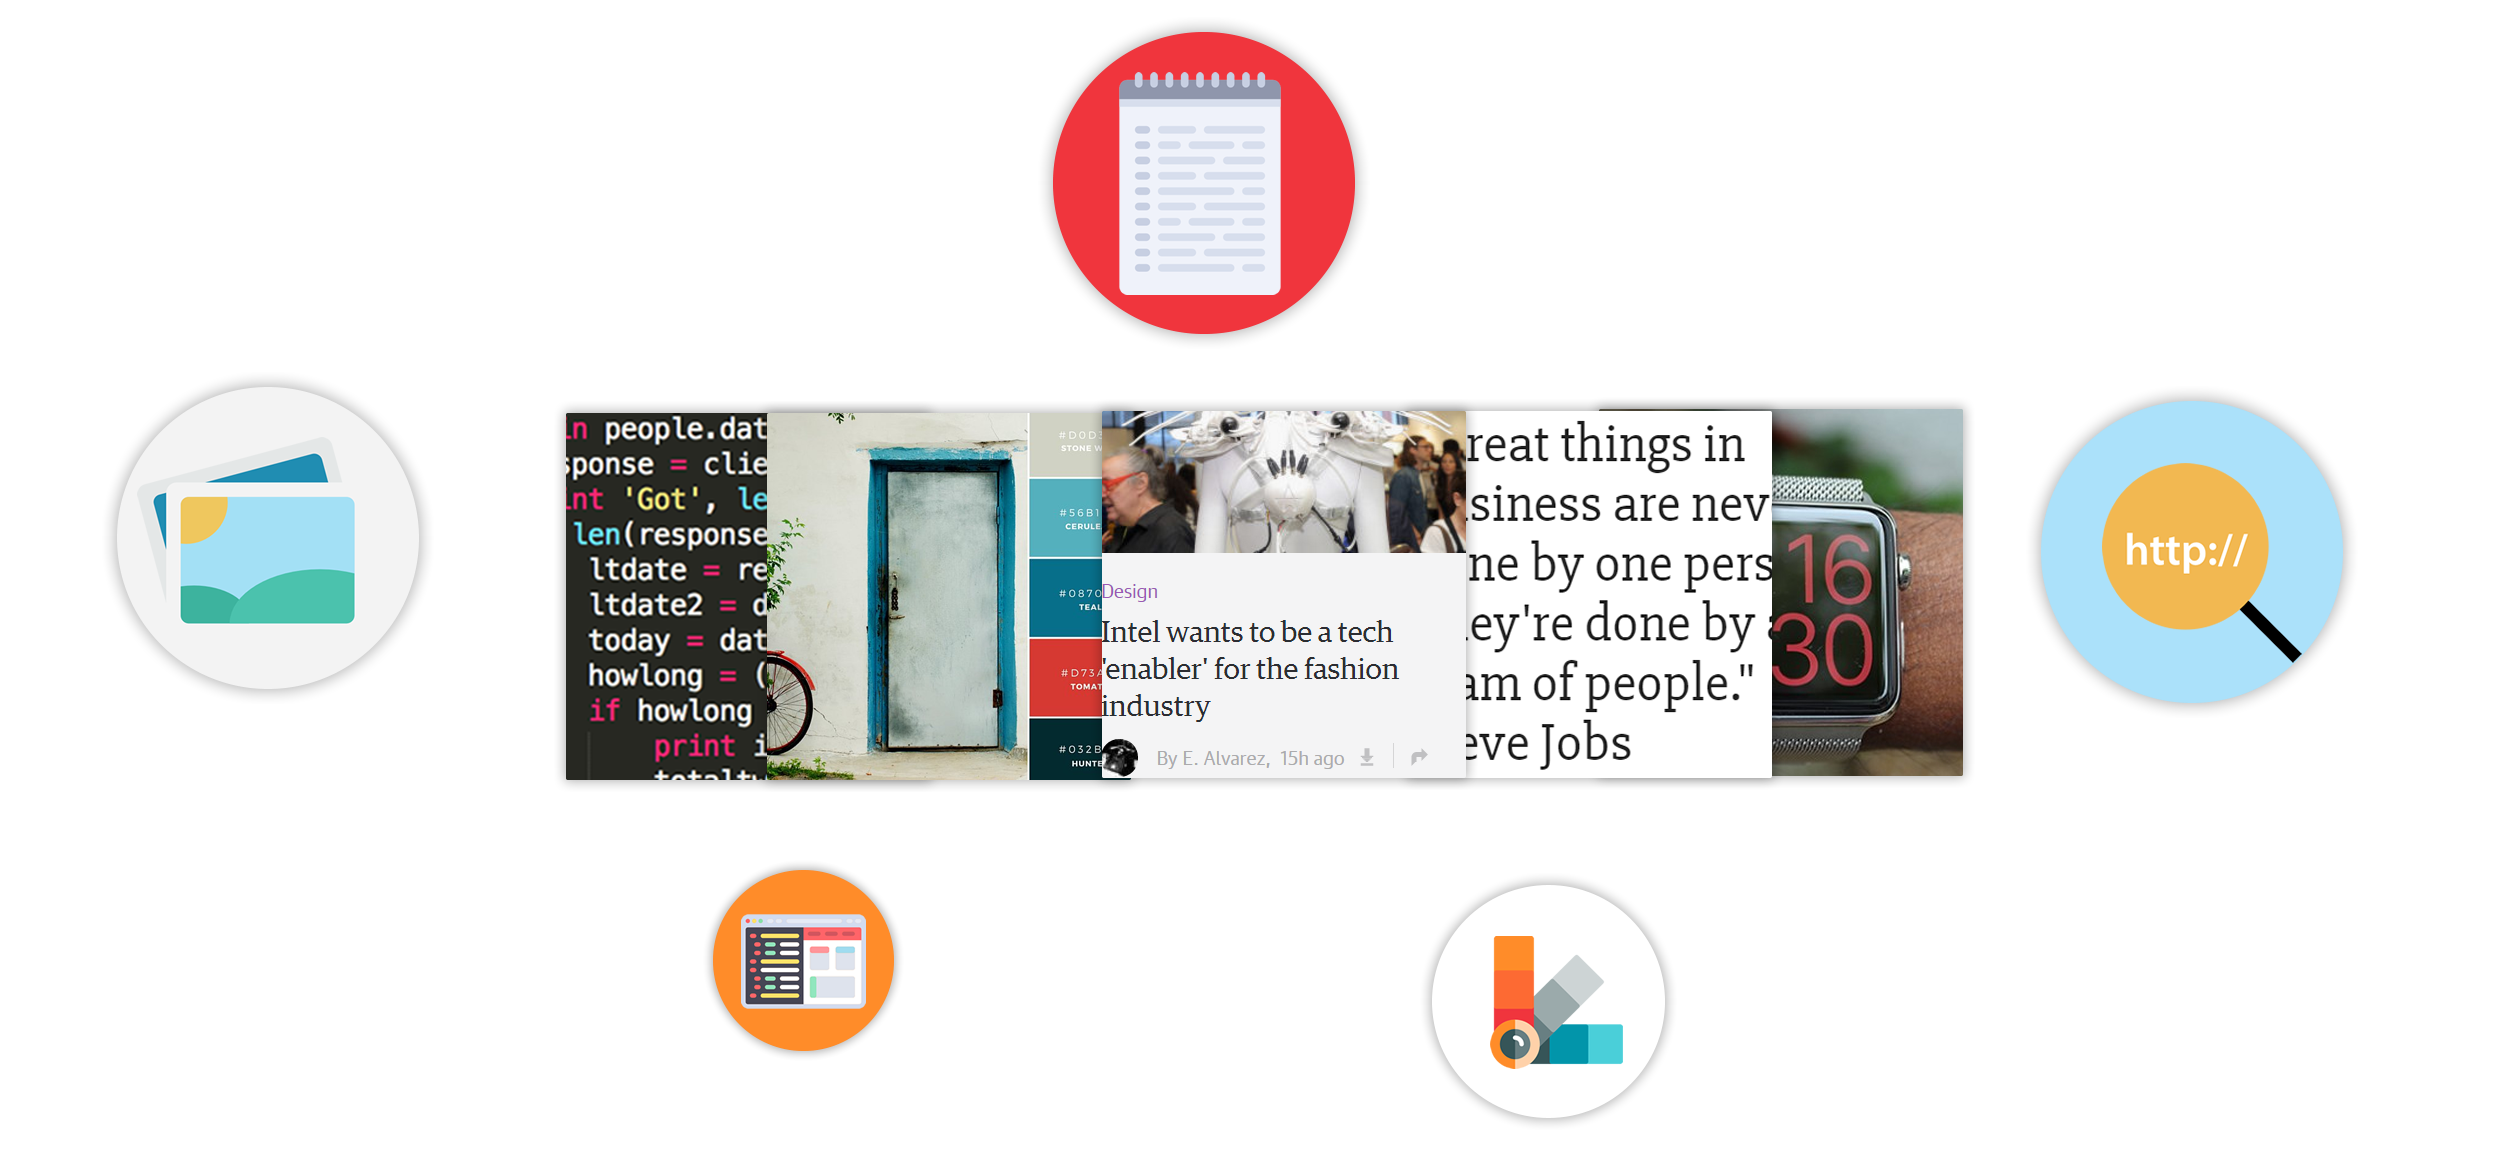 in people.dat
sponse = clie
int 'Got', le
len(response
ltdate = re
ltdate2 = d
today = dat
howlong = (
if howlong
print i
#D0D
STONE W
#56B1
CERULE
#0870
TEAL
#D73A
TOMAT
#032B
HUNTE
Design
Intel wants to be a tech
'enabler' for the fashion
industry
By E. Alvarez, 15h ago
reat things in
siness are nev
ne by one pers
ey're done by a
am of people."
eve Jobs
16
30
http://